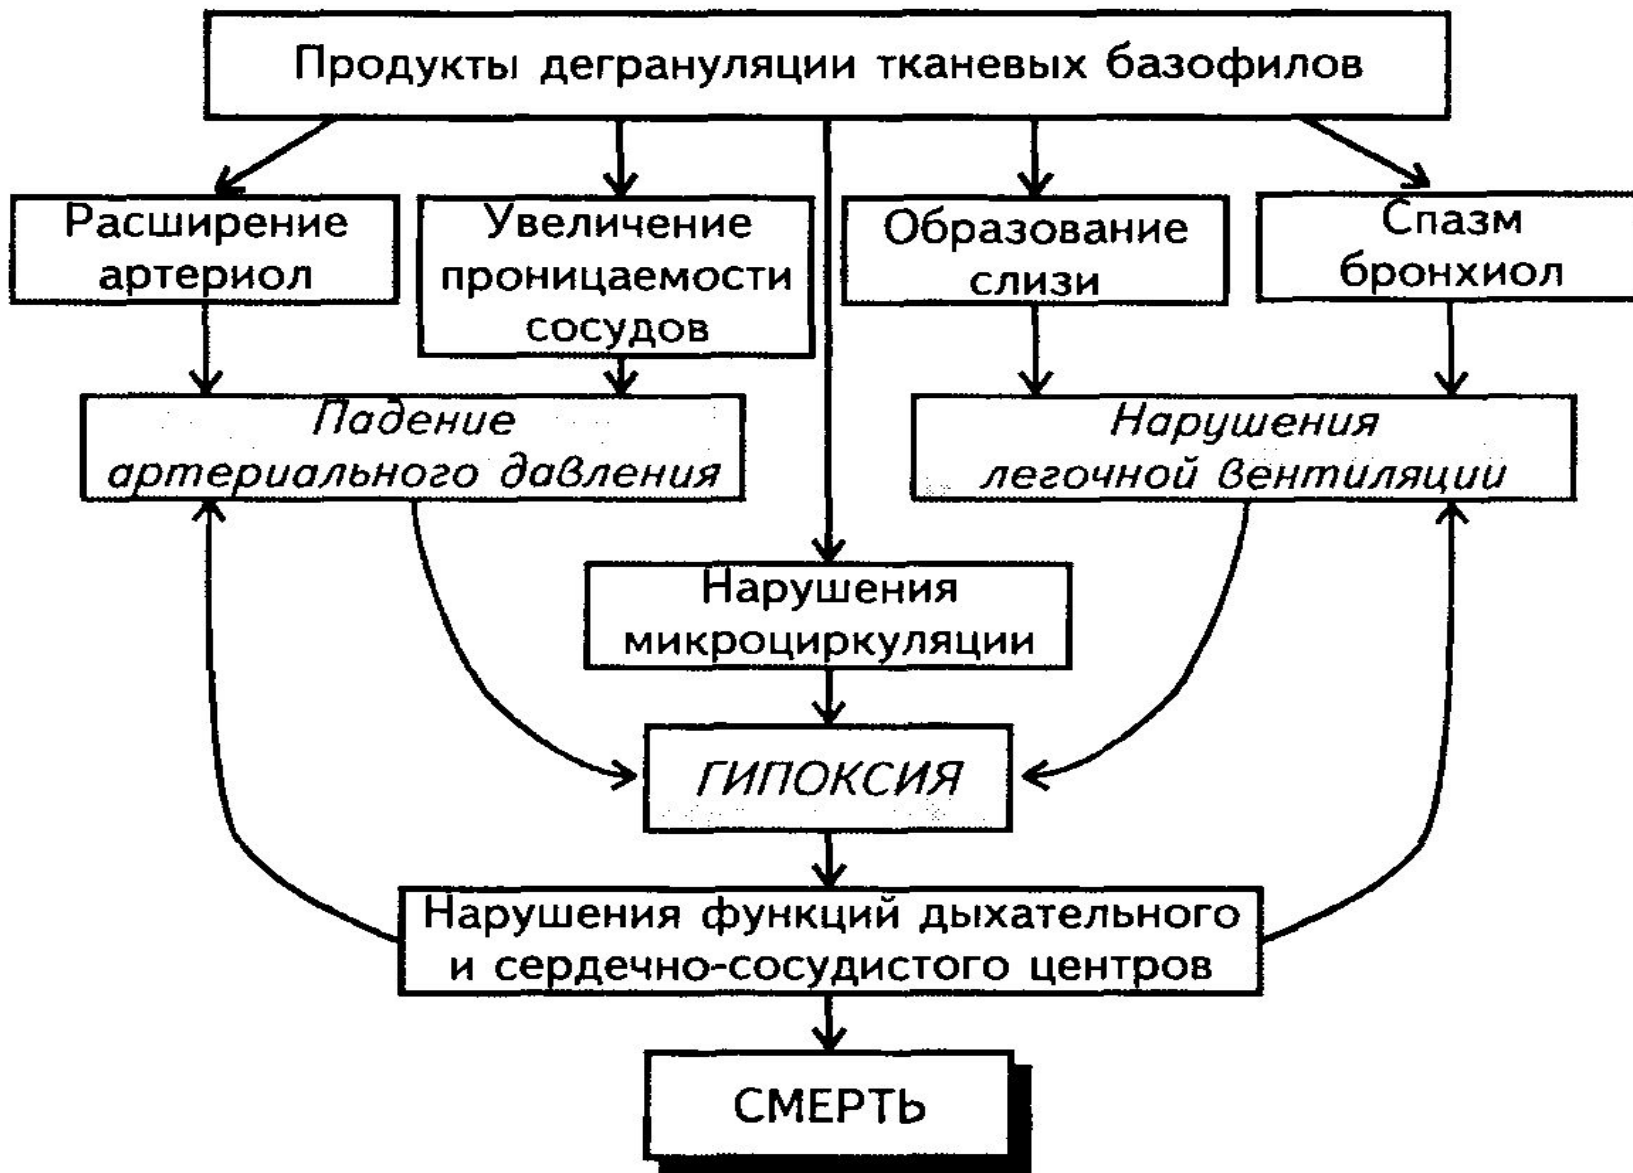 Продукты дегрануляции тканевых базофилов
Расширение
артериол
Увеличение
проницаемости
сосудов
Образование
слизи
Спазм
бронхиол
Падение
артериального давления
Нарушения
легочной вентиляции
Нарушения
микроциркуляции
ГИПОКСИЯ
Нарушения функций дыхательного
и сердечно-сосудистого центров
СМЕРТЬ